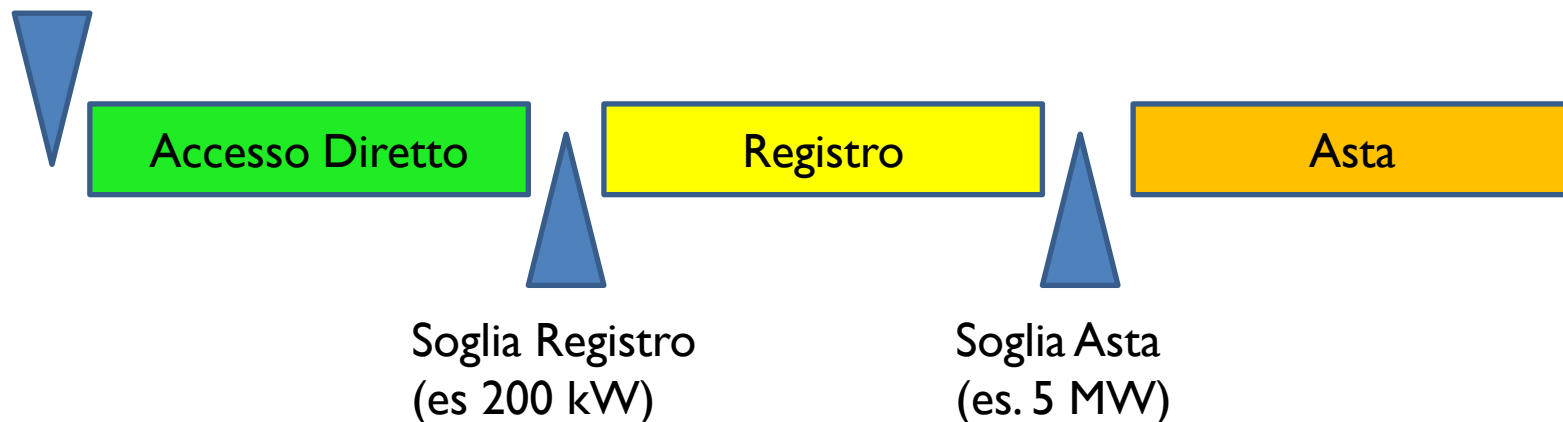 Accesso Diretto
Registro
Asta
Soglia Registro
(es 200 kW)
Soglia Asta
(es. 5 MW)